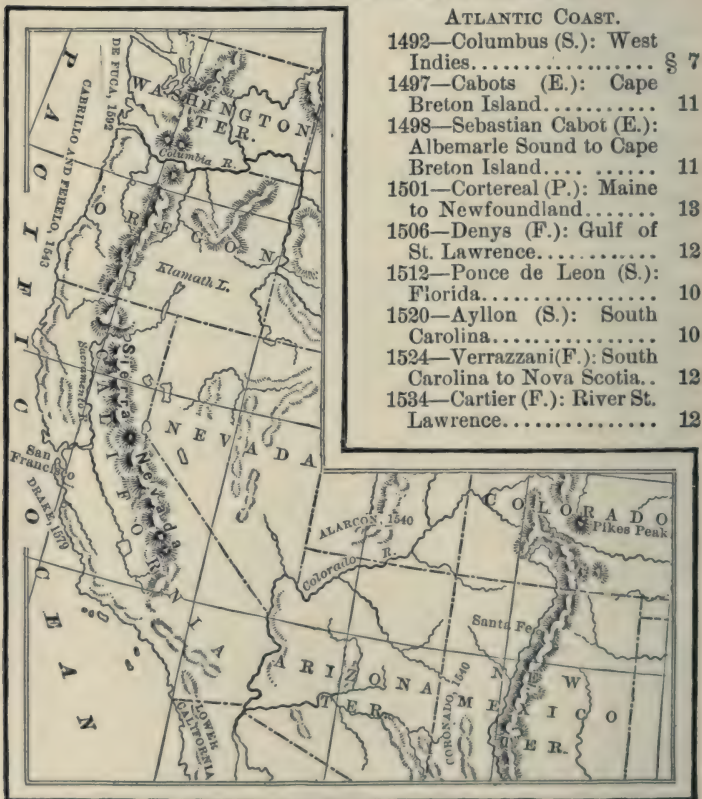 ATLANTIC COAST.
1492—Columbus (S.): West
Indies.................. § 7
1497—Cabots (E.): Cape
Breton Island........... 11
1498—Sebastian Cabot (E.):
Albemarle Sound to Cape
Breton Island.... ...... 11
1501—Cortereal (P.): Maine
to Newfoundland....... 13
1506—Denys (F.): Gulf of
St. Lawrence............ 12
1512—Ponce de Leon (S.):
Florida.................. 10
1520—Ayllon (S.): South
Carolina................. 10
1524—Verrazzani(F.): South
Carolina to Nova Scotia.. 12
1534—Cartier (F.): River St.
Lawrence............... 12
PACIFIC OCEAN
DE FUCA, 1592
CABRILLO AND FERELO, 1543
WASHINGTON
TER.
Columbia R.
OREGON
Klamath L.
Sacramento R.
Sierra Nevada
CALIFORNIA
NEVADA
San
Francisco
DRAKE, 1579
ALARCON, 1540
Colorado R.
COLORADO
Pikes Peak
Santa Fe
ARIZONA
TER.
CORONADO, 1540
NEW
MEXICO
TER.
LOWER
CALIFORNIA